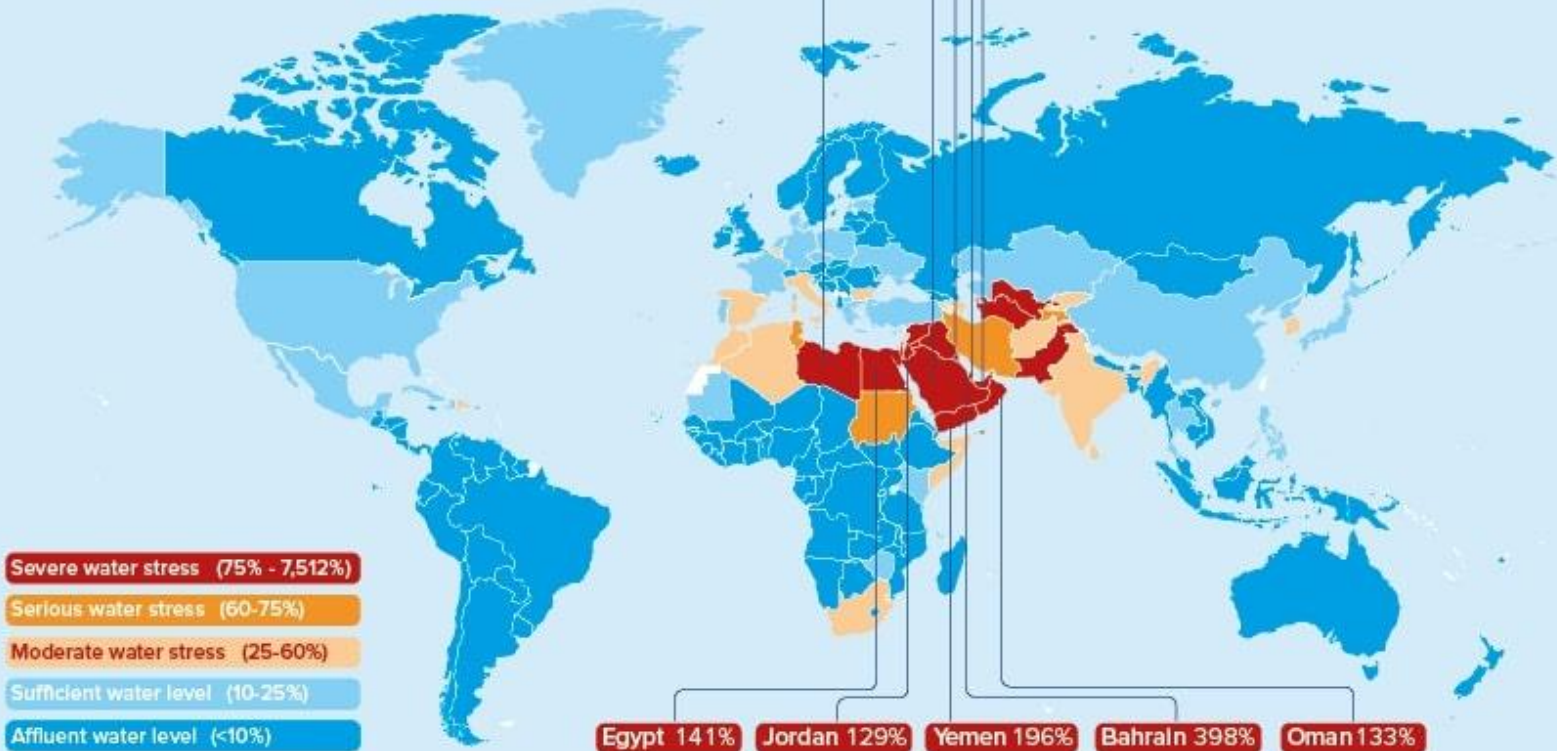 Severe water stress (75% - 7,512%)
Serious water stress (60-75%)
Moderate water stress (25-60%)
Sufficient water level (10-25%)
Affluent water level (<10%)
Egypt 141%
Jordan 129%
Yemen 196%
Bahrain 398%
Oman 133%